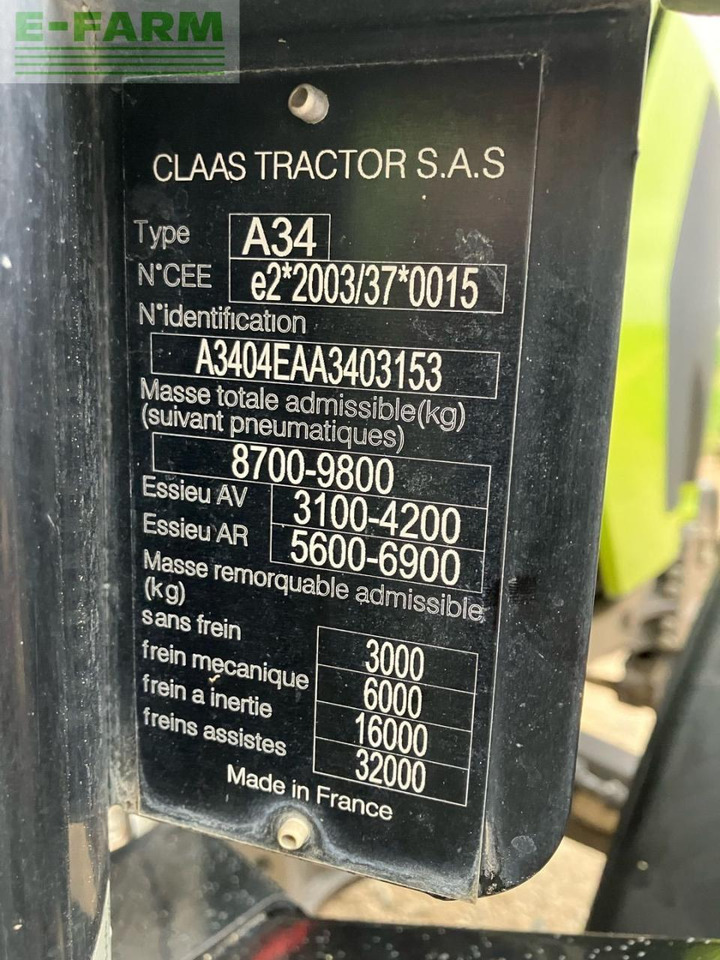 E-FARM
CLAAS TRACTOR S.A.S
Type A34
N°CEE e2*2003/37*0015
N°identification
A3404EAA3403153
Masse totale admissible(kg)
(suivant pneumatiques)
8700-9800
Essieu AV 3100-4200
Essieu AR 5600-6900
Masse remorquable admissible
(kg)
sans frein 3000
frein mecanique 6000
frein a inertie 16000
freins assistes 32000
Made in France